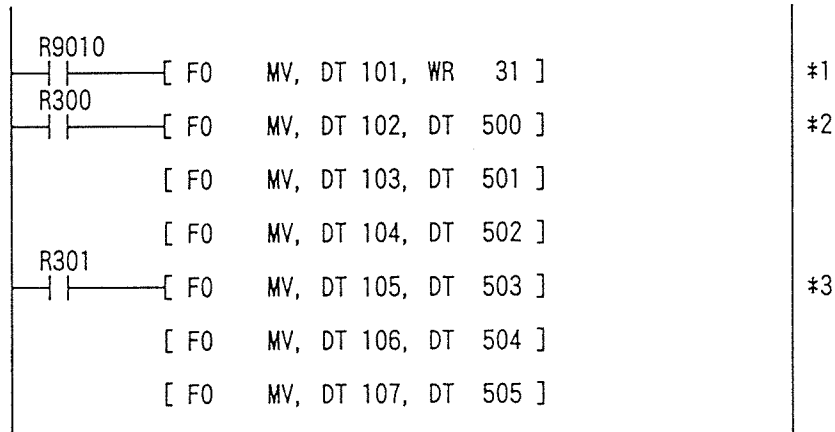 R9010
[ F0 MV, DT 101, WR 31 ] *1
R300
[ F0 MV, DT 102, DT 500 ] *2
[ F0 MV, DT 103, DT 501 ]
[ F0 MV, DT 104, DT 502 ]
R301
[ F0 MV, DT 105, DT 503 ] *3
[ F0 MV, DT 106, DT 504 ]
[ F0 MV, DT 107, DT 505 ]